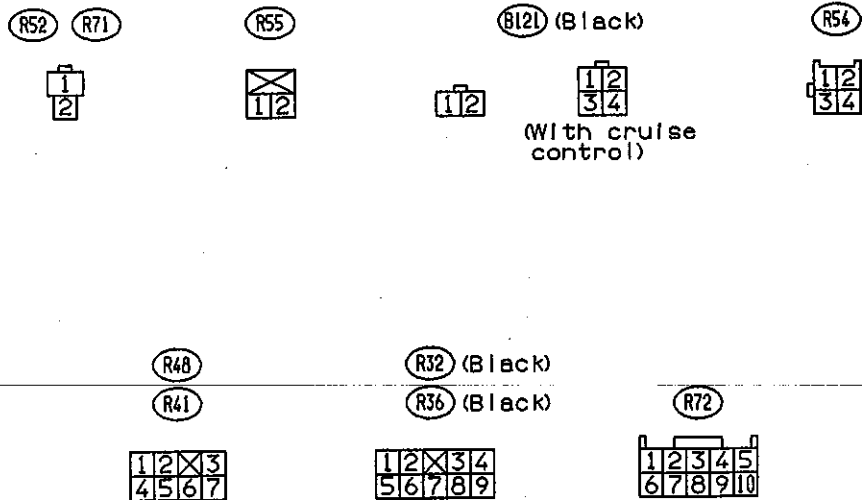 R52 R71 R55 B121 (Black) R54
1 2
1 2
1 2
1 2
3 4
1 2
3 4
(With cruise
control)
R48 R32 (Black)
R41 R36 (Black) R72
1 2 3
4 5 6 7
1 2 3 4
5 6 7 8 9
1 2 3 4 5
6 7 8 9 10